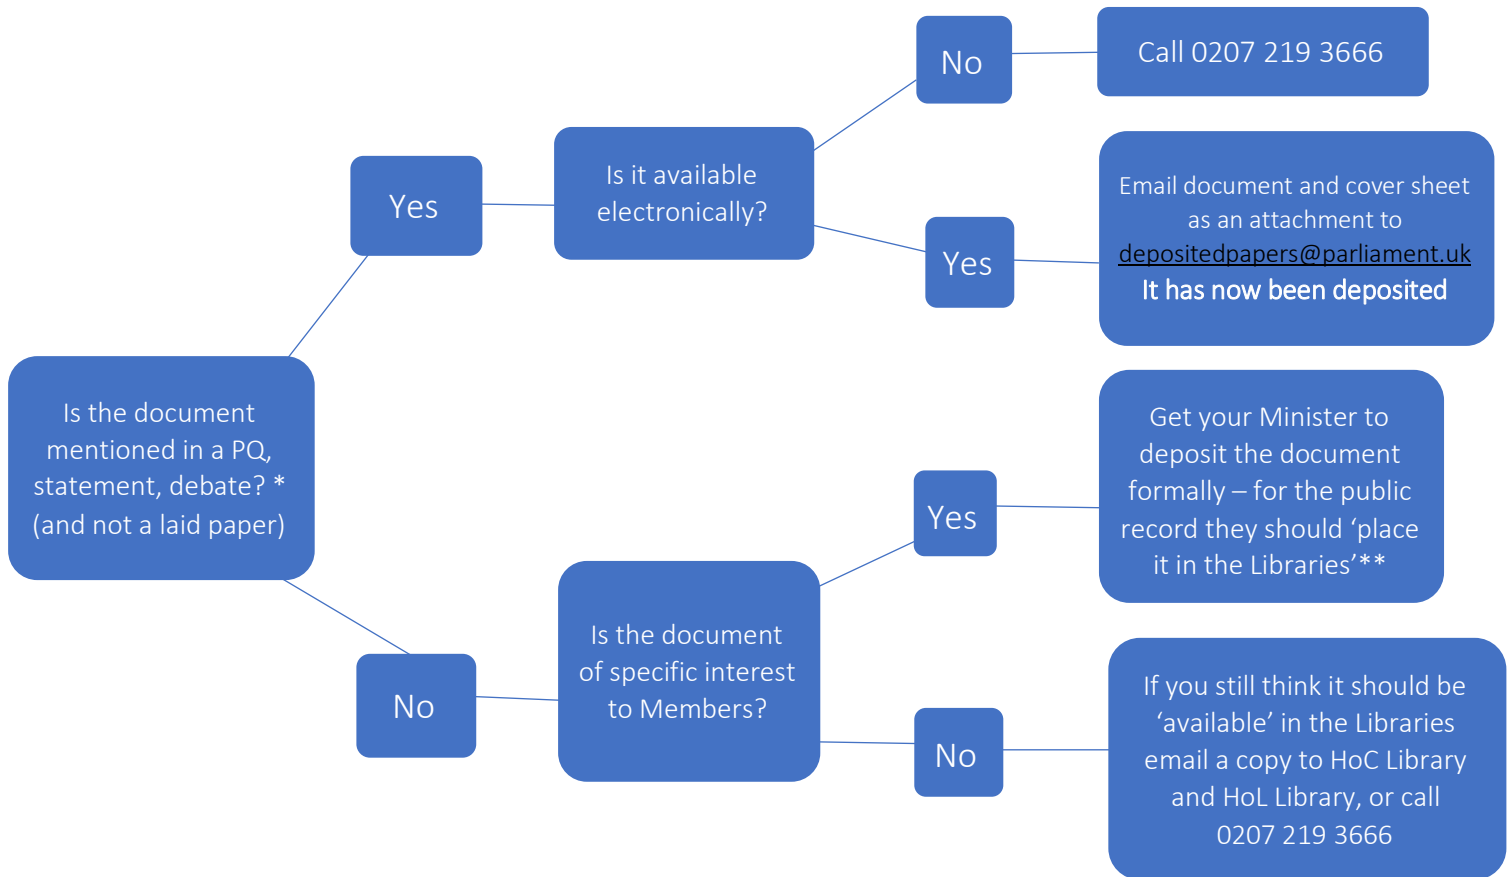 Is the document
mentioned in a PQ,
statement, debate? *
(and not a laid paper)
Yes
Is it available
electronically?
No
Call 0207 219 3666
Yes
Email document and cover sheet
as an attachment to
depositedpapers@parliament.uk
It has now been deposited
No
Is the document
of specific interest
to Members?
Yes
Get your Minister to
deposit the document
formally – for the public
record they should ‘place
it in the Libraries’**
No
If you still think it should be
‘available’ in the Libraries
email a copy to HoC Library
and HoL Library, or call
0207 219 3666